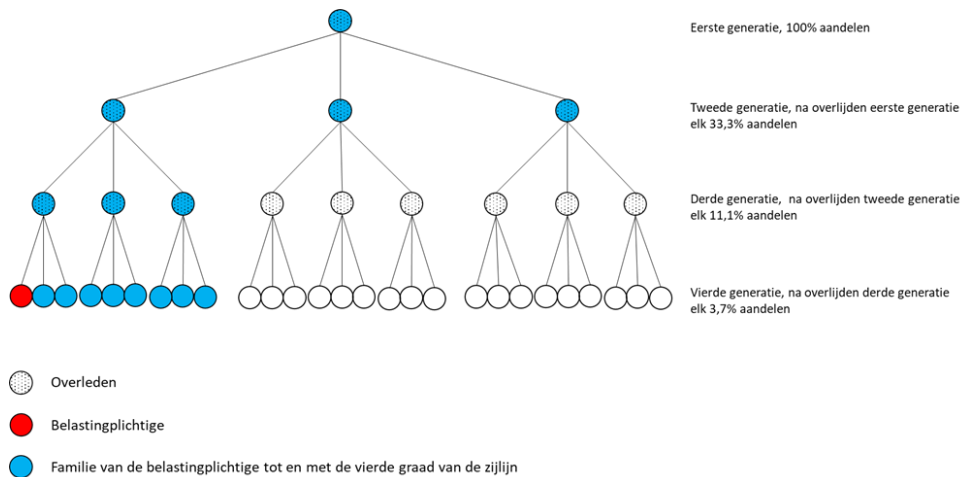 Eerste generatie, 100% aandelen
Tweede generatie, na overlijden eerste generatie
elk 33,3% aandelen
Derde generatie, na overlijden tweede generatie
elk 11,1% aandelen
Vierde generatie, na overlijden derde generatie
elk 3,7% aandelen
Overleden
Belastingplichtige
Familie van de belastingplichtige tot en met de vierde graad van de zijlijn